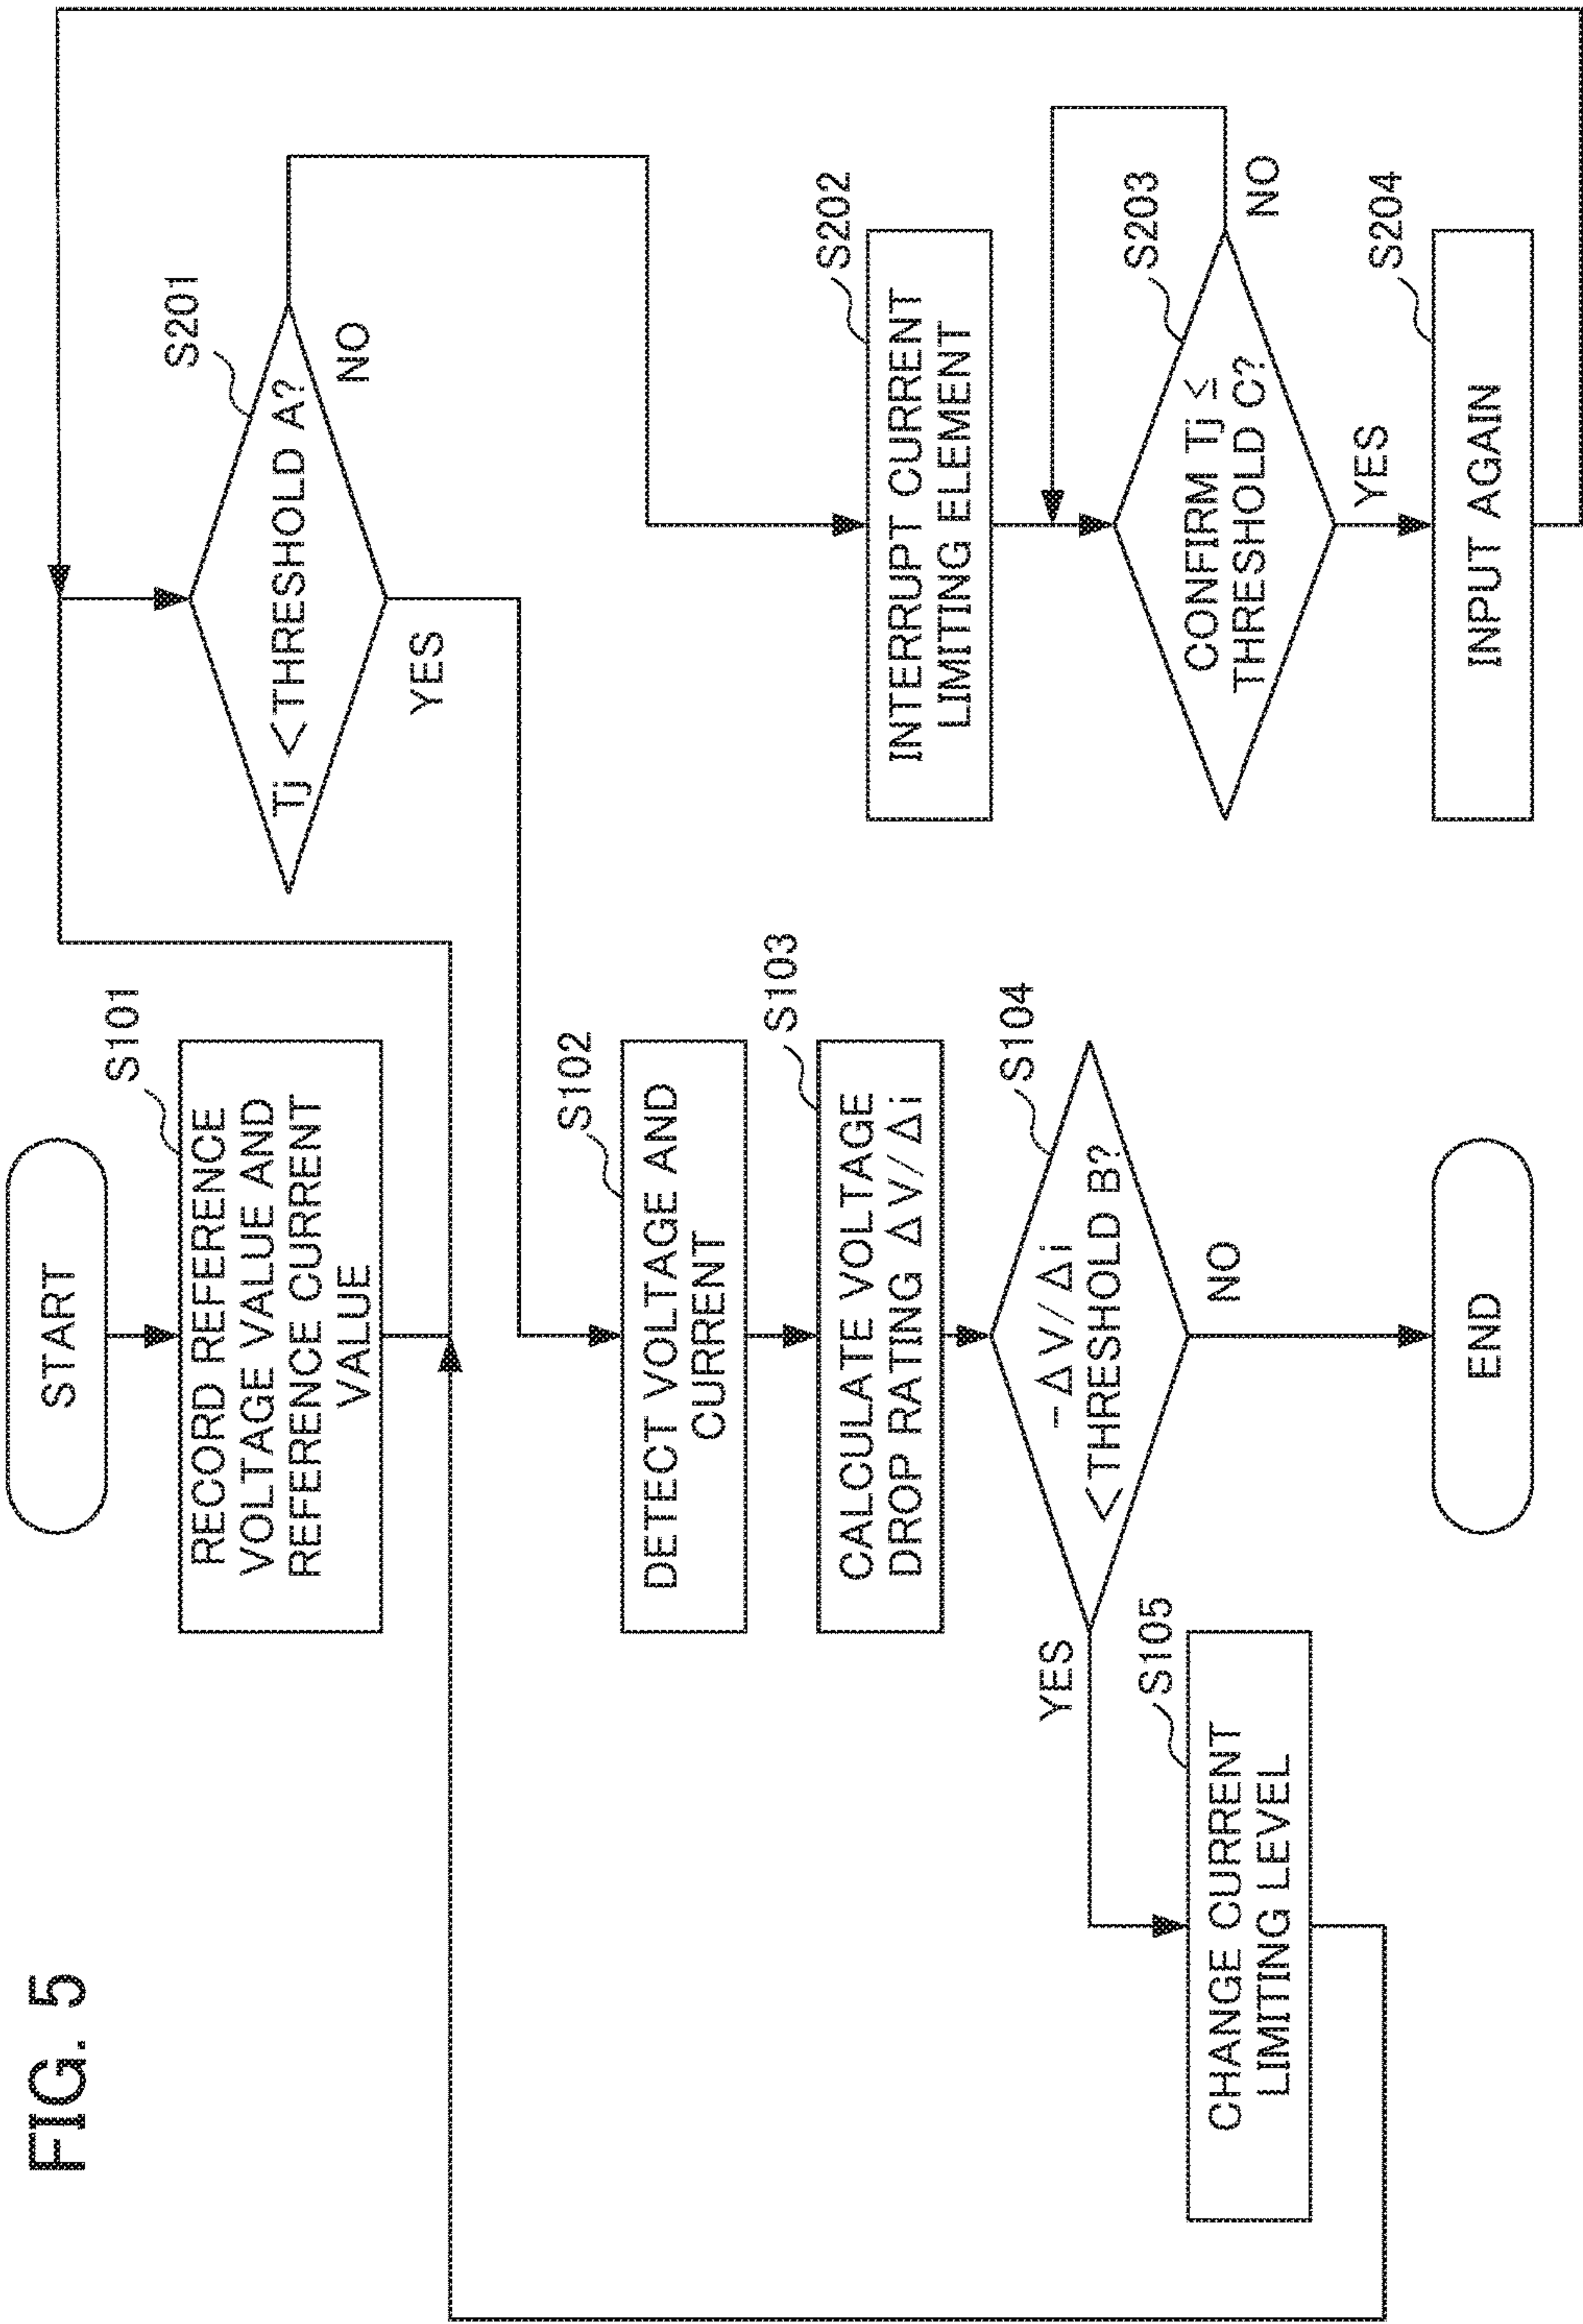 FIG. 5
START
S101
RECORD REFERENCE
VOLTAGE VALUE AND
REFERENCE CURRENT
VALUE
S201
Tj <THRESHOLD A?
NO
YES
S102
DETECT VOLTAGE AND
CURRENT
S103
CALCULATE VOLTAGE
DROP RATING ΔV/Δi
S104
−ΔV/Δi
<THRESHOLD B?
YES
NO
S105
CHANGE CURRENT
LIMITING LEVEL
END
S202
INTERRUPT CURRENT
LIMITING ELEMENT
S203
CONFIRM Tj ≤
THRESHOLD C?
NO
YES
S204
INPUT AGAIN